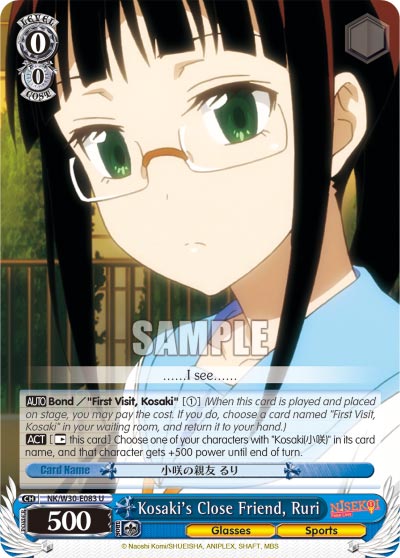 LEVEL
0
0
COST
SAMPLE
……I see……
AUTO Bond ／"First Visit, Kosaki" [①] (When this card is played and placed
on stage, you may pay the cost. If you do, choose a card named "First Visit,
Kosaki" in your waiting room, and return it to your hand.)
ACT [ this card] Choose one of your characters with "Kosaki(小咲)" in its card
name, and that character gets +500 power until end of turn.
Card Name 小咲の親友 るり
CH NK/W30-E083 U
POWER 500
Kosaki's Close Friend, Ruri
NISEKOI
Glasses Sports
© Naoshi Komi/SHUEISHA, ANIPLEX, SHAFT, MBS